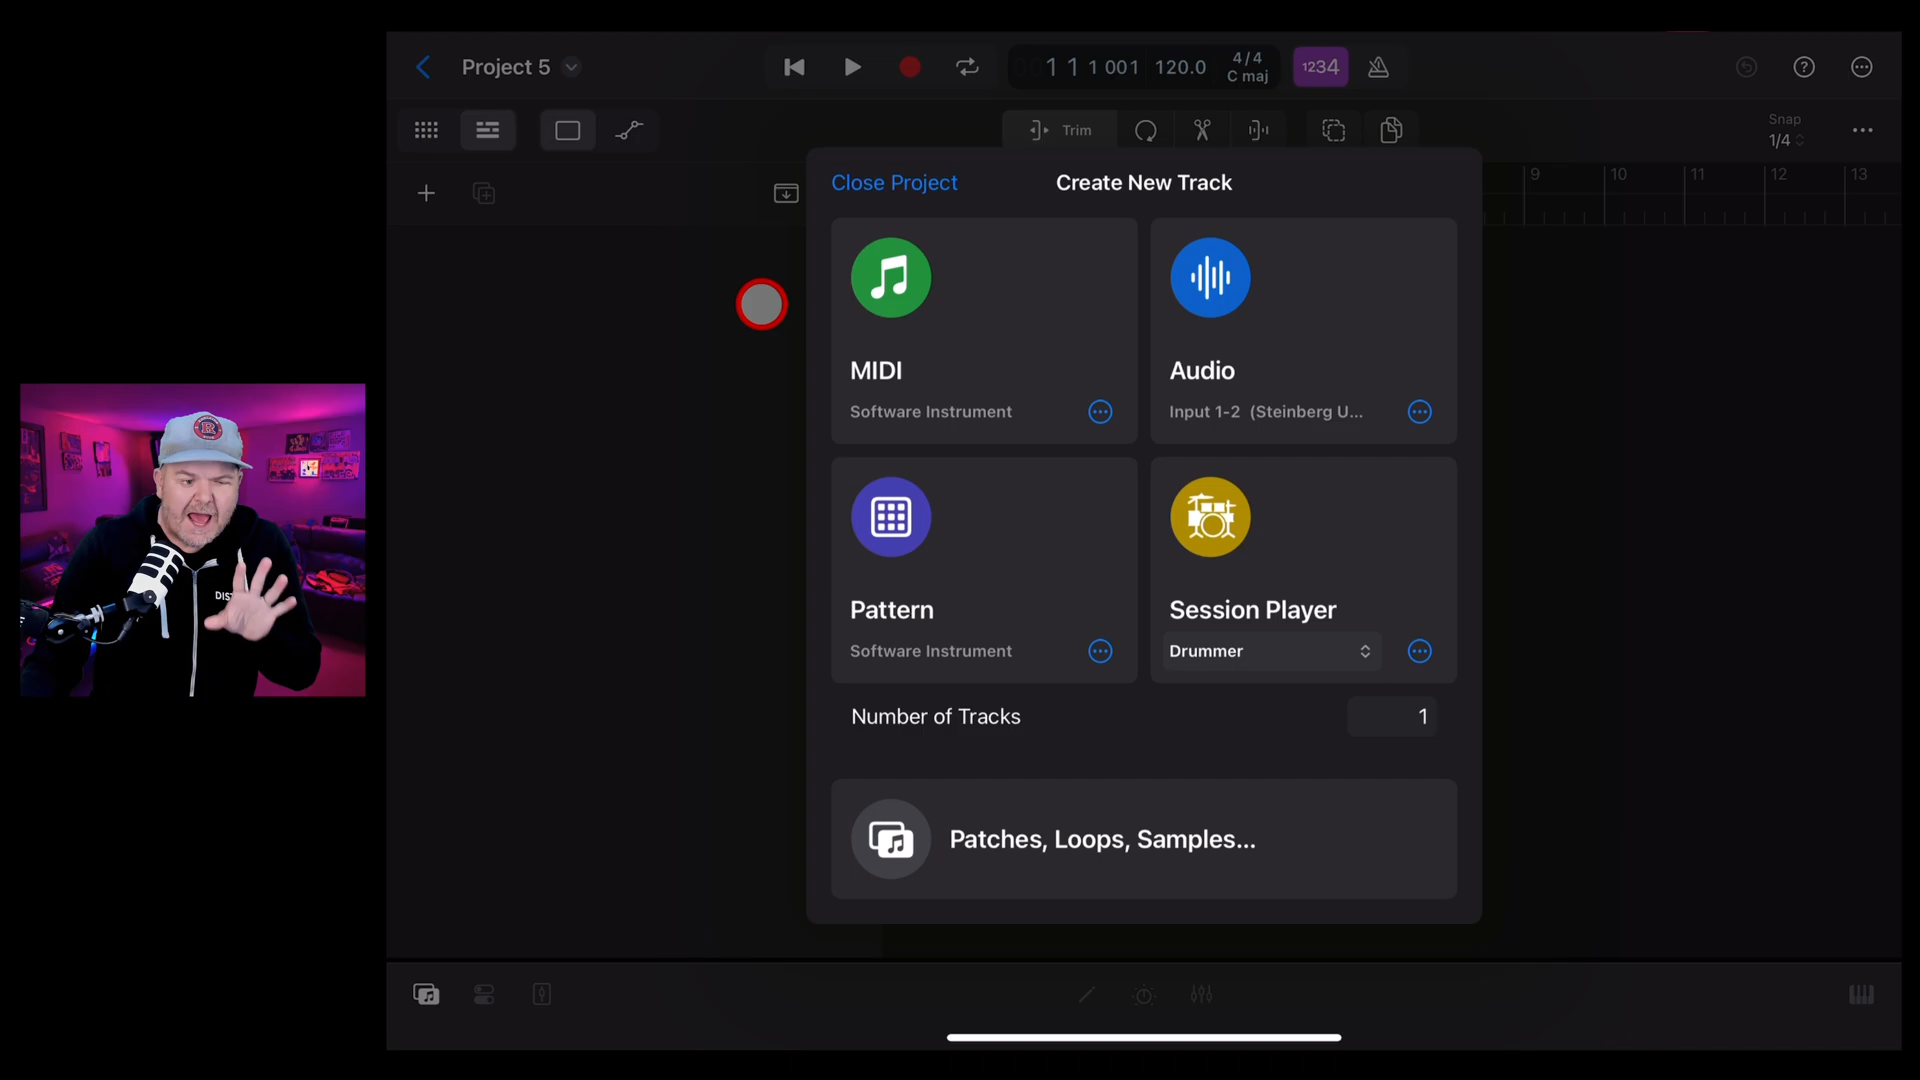 Project 5
1 1 1 001 120.0 4/4
C maj
1234
Trim
Snap
1/4
Close Project
Create New Track
9 10 11 12 13
MIDI
Software Instrument
Audio
Input 1-2 (Steinberg U...
Pattern
Software Instrument
Session Player
Drummer
Number of Tracks
1
Patches, Loops, Samples...
R
DIS